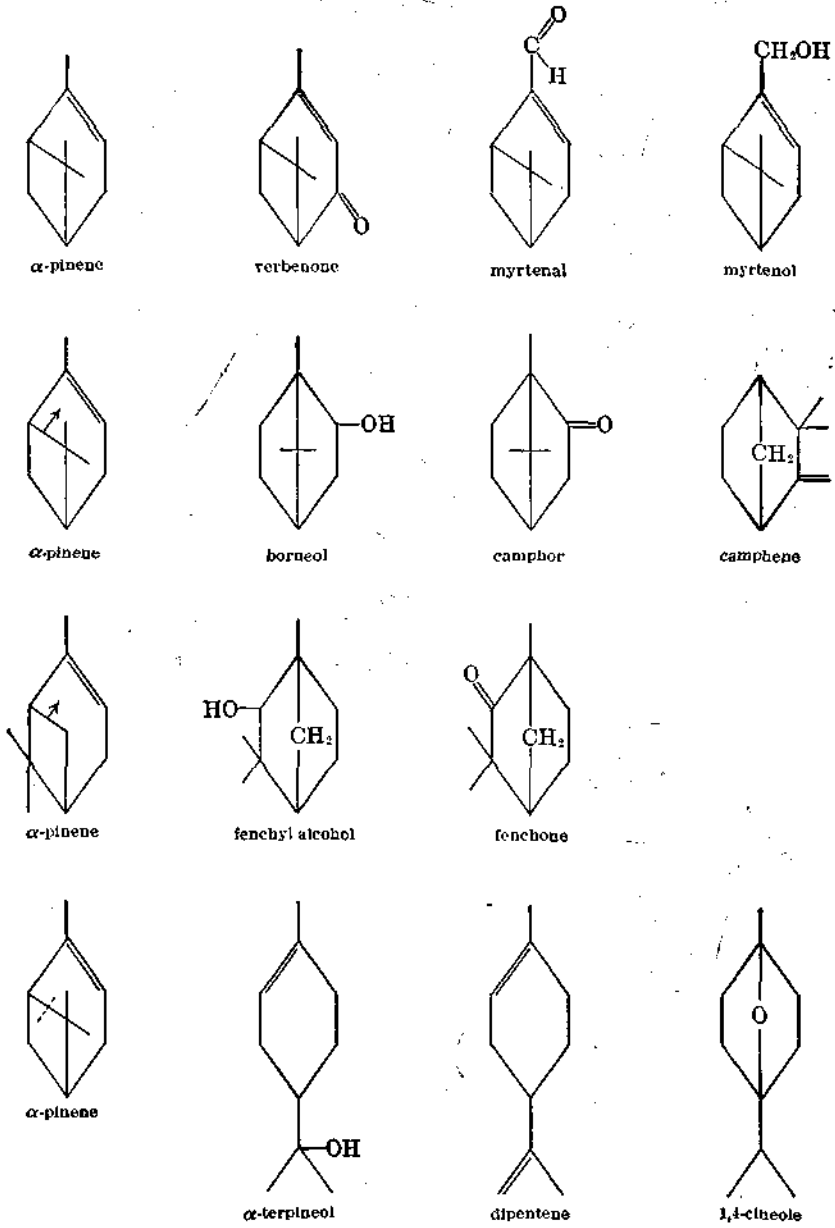 O
C
H
CH₂OH
O
α-pinene verbenone myrtenal myrtenol
OH
O
CH₂
α-pinene borneol camphor camphene
HO
CH₂
O
CH₂
α-pinene fenchyl alcohol fenchone
O
α-pinene
OH
α-terpineol dipentene 1,4-cineole